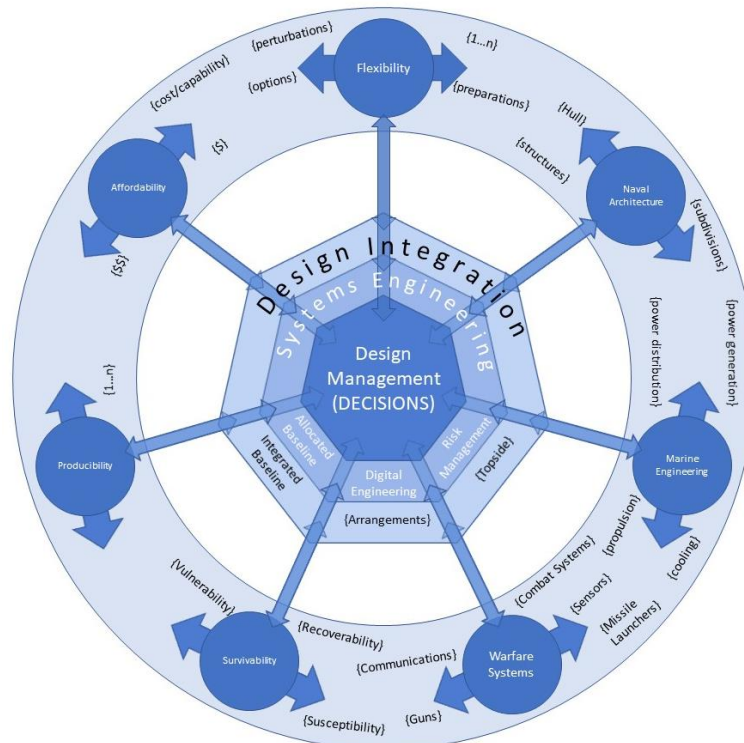 {perturbations}
{1...n}
Flexibility
{options}
{preparations}
{cost/capability}
{$}
Affordability
{$$}
{Hull}
{structures}
Naval
Architecture
{subdivisions}
Design Integration
Systems Engineering
Design
Management
(DECISIONS)
{power generation}
{power distribution}
Marine
Engineering
{propulsion}
{cooling}
{1...n}
Producibility
Allocated
Baseline
Integrated
Baseline
Digital
Engineering
Risk
Management
{Topside}
{Arrangements}
{Combat Systems}
{Sensors}
{Missile
Launchers}
Warfare
Systems
{Communications}
{Guns}
{Vulnerability}
{Recoverability}
Survivability
{Susceptibility}